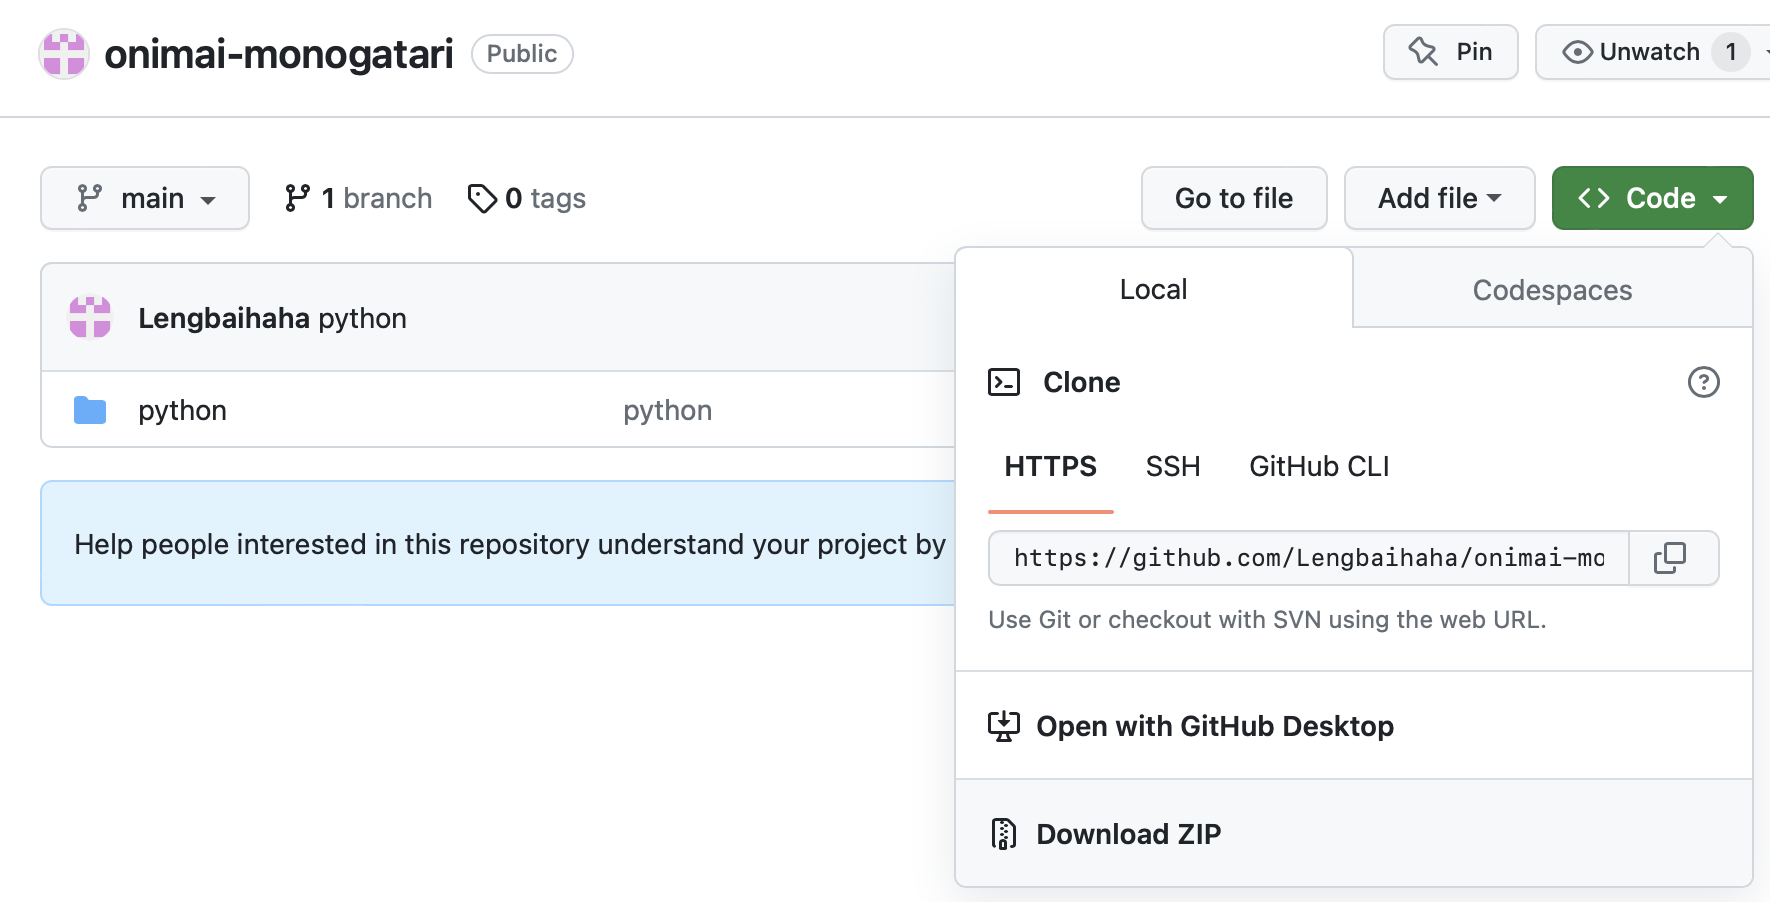 onimai-monogatari Public
Pin
Unwatch 1
main
1 branch
0 tags
Go to file
Add file
Code
Lengbaihaha python
python python
Help people interested in this repository understand your project by
Local
Codespaces
Clone
HTTPS SSH GitHub CLI
https://github.com/Lengbaihaha/onimai-mo
Use Git or checkout with SVN using the web URL.
Open with GitHub Desktop
Download ZIP